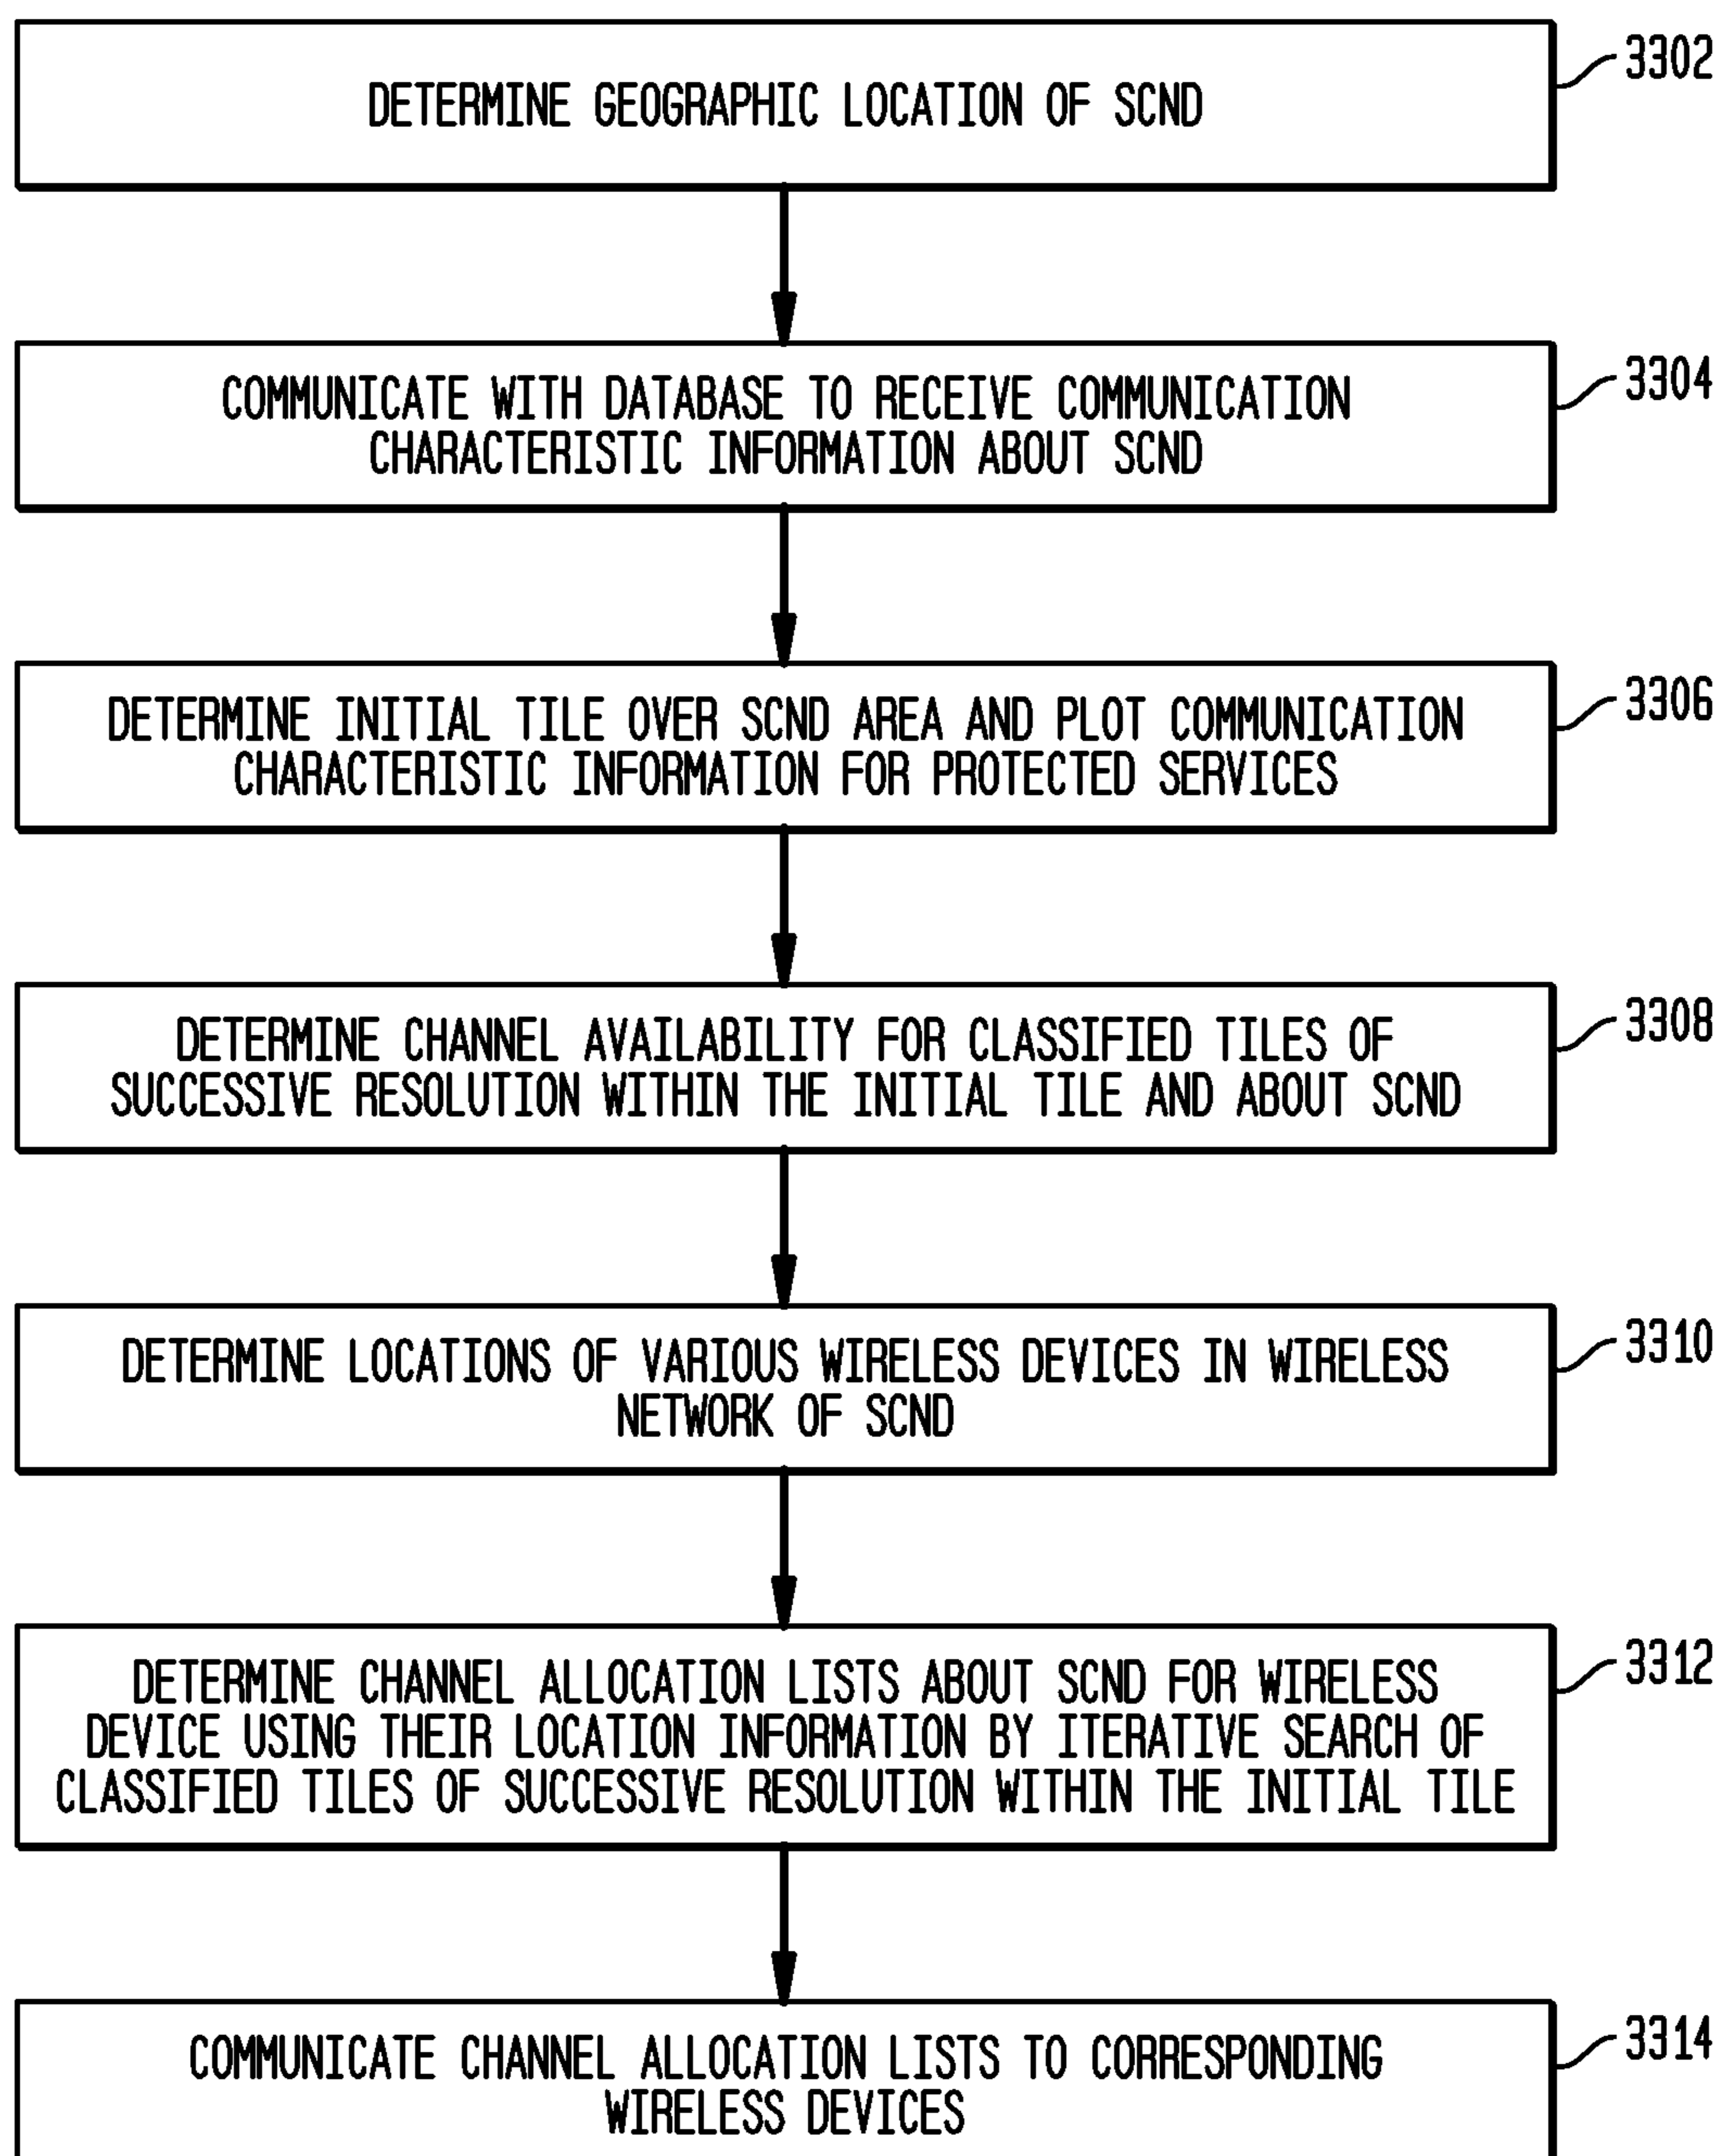 DETERMINE GEOGRAPHIC LOCATION OF SCND
3302
COMMUNICATE WITH DATABASE TO RECEIVE COMMUNICATION
CHARACTERISTIC INFORMATION ABOUT SCND
3304
DETERMINE INITIAL TILE OVER SCND AREA AND PLOT COMMUNICATION
CHARACTERISTIC INFORMATION FOR PROTECTED SERVICES
3306
DETERMINE CHANNEL AVAILABILITY FOR CLASSIFIED TILES OF
SUCCESSIVE RESOLUTION WITHIN THE INITIAL TILE AND ABOUT SCND
3308
DETERMINE LOCATIONS OF VARIOUS WIRELESS DEVICES IN WIRELESS
NETWORK OF SCND
3310
DETERMINE CHANNEL ALLOCATION LISTS ABOUT SCND FOR WIRELESS
DEVICE USING THEIR LOCATION INFORMATION BY ITERATIVE SEARCH OF
CLASSIFIED TILES OF SUCCESSIVE RESOLUTION WITHIN THE INITIAL TILE
3312
COMMUNICATE CHANNEL ALLOCATION LISTS TO CORRESPONDING
WIRELESS DEVICES
3314